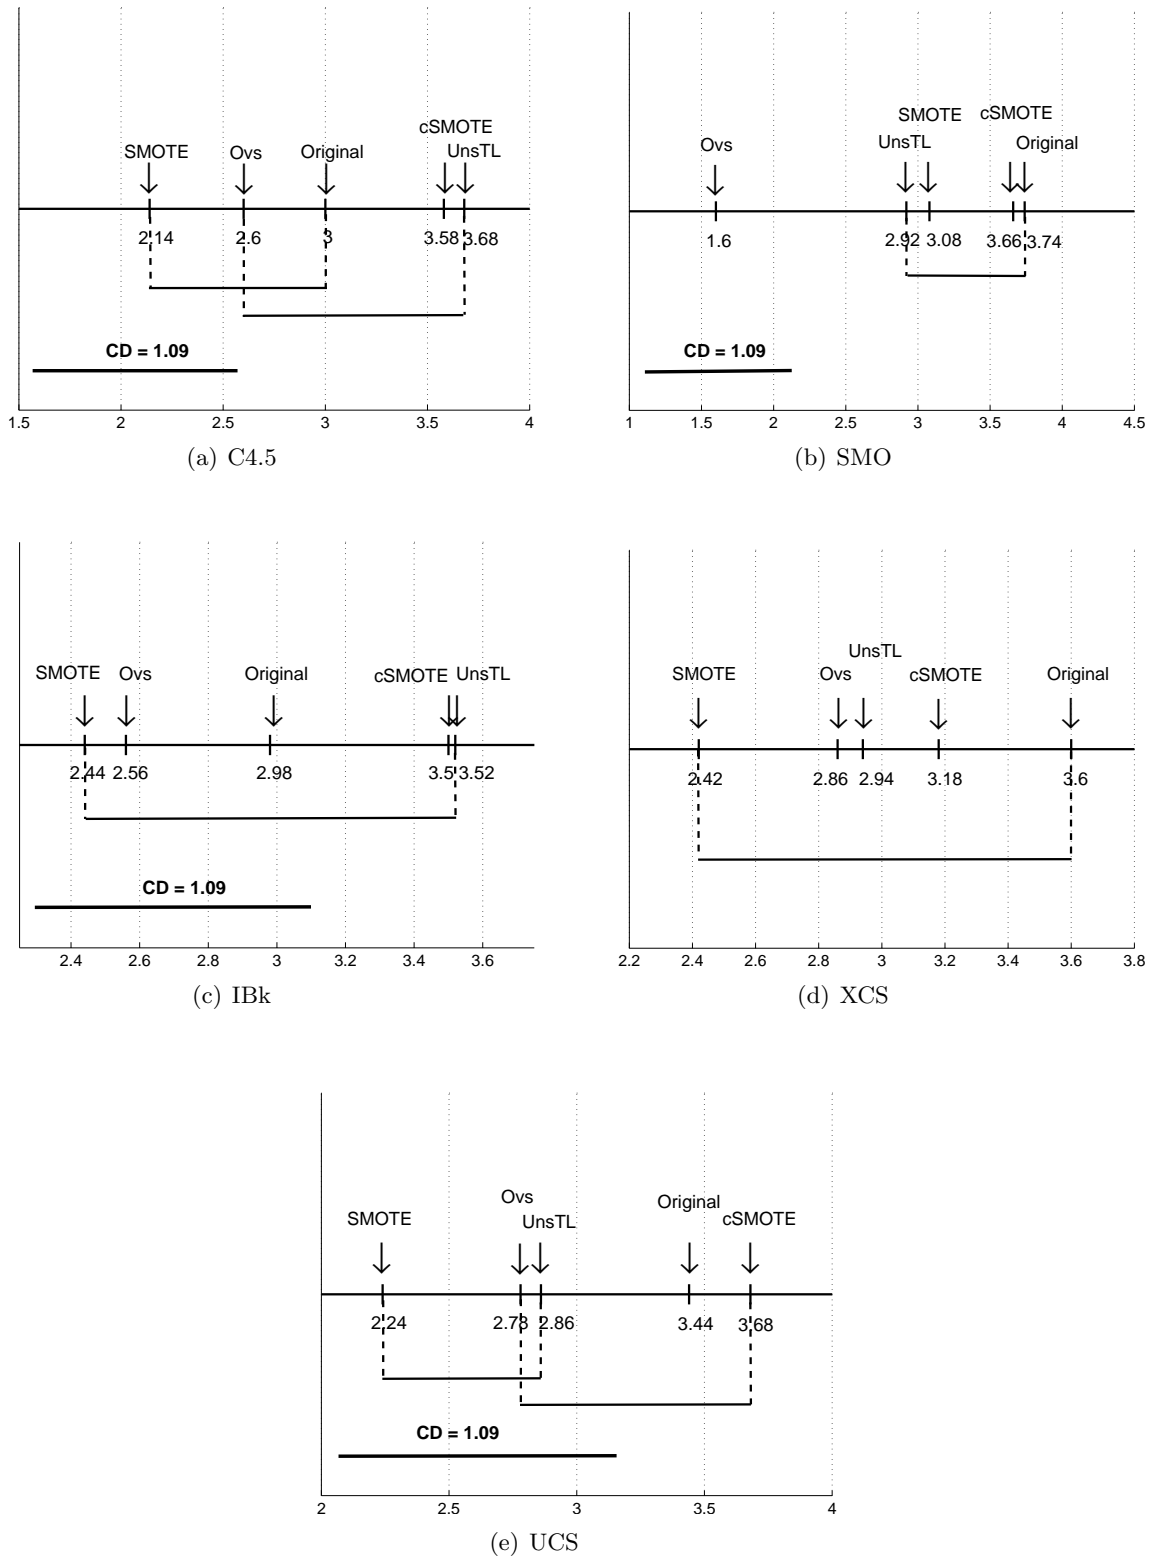 cSMOTE
SMOTE Ovs Original UnsTL
2.14 2.6 3 3.58 3.68
CD = 1.09
1.5 2 2.5 3 3.5 4
(a) C4.5
SMOTE cSMOTE
Ovs UnsTL Original
1.6 2.92 3.08 3.66 3.74
CD = 1.09
1 1.5 2 2.5 3 3.5 4 4.5
(b) SMO
SMOTE Ovs Original cSMOTE UnsTL
2.44 2.56 2.98 3.5 3.52
CD = 1.09
2.4 2.6 2.8 3 3.2 3.4 3.6
(c) IBk
UnsTL
SMOTE Ovs cSMOTE Original
2.42 2.86 2.94 3.18 3.6
2.2 2.4 2.6 2.8 3 3.2 3.4 3.6 3.8
(d) XCS
Ovs Original
SMOTE UnsTL cSMOTE
2.24 2.78 2.86 3.44 3.68
CD = 1.09
2 2.5 3 3.5 4
(e) UCS